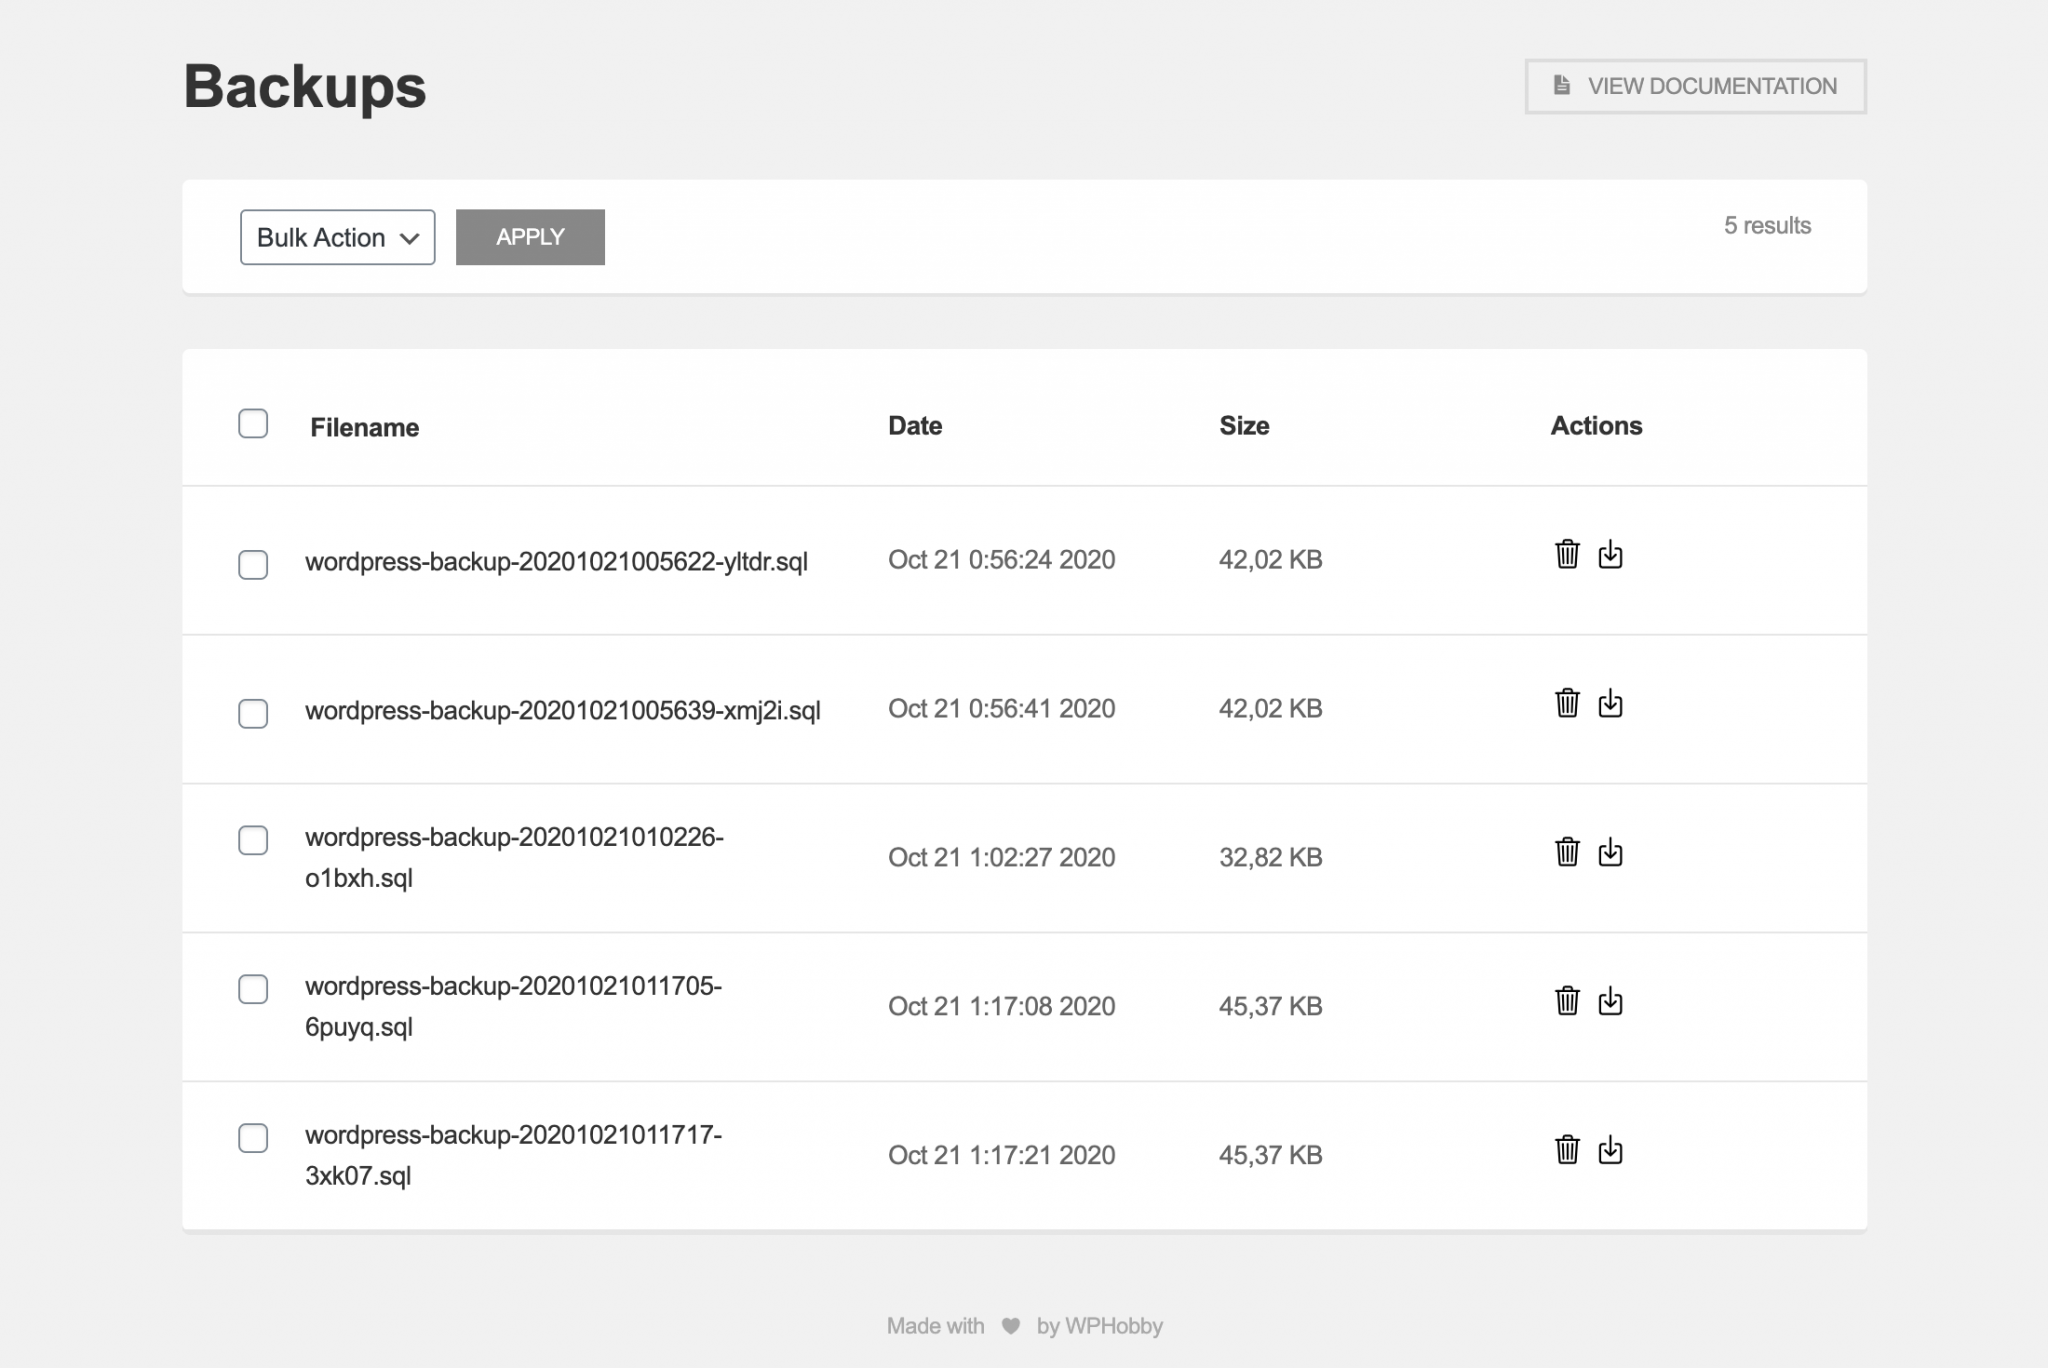 Backups
VIEW DOCUMENTATION
Bulk Action
APPLY
5 results
Filename Date Size Actions
wordpress-backup-20201021005622-yltdr.sql Oct 21 0:56:24 2020 42,02 KB
wordpress-backup-20201021005639-xmj2i.sql Oct 21 0:56:41 2020 42,02 KB
wordpress-backup-20201021010226-
o1bxh.sql
Oct 21 1:02:27 2020 32,82 KB
wordpress-backup-20201021011705-
6puyq.sql
Oct 21 1:17:08 2020 45,37 KB
wordpress-backup-20201021011717-
3xk07.sql
Oct 21 1:17:21 2020 45,37 KB
Made with by WPHobby